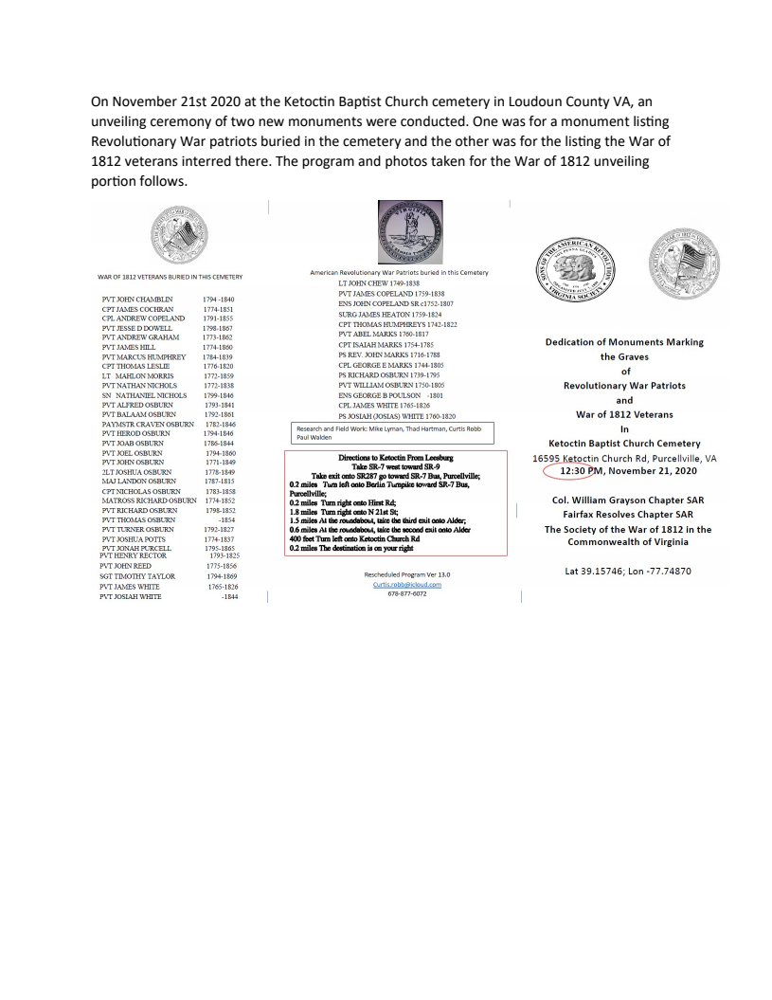 On November 21st 2020 at the Ketoctin Baptist Church cemetery in Loudoun County VA, an
unveiling ceremony of two new monuments were conducted. One was for a monument listing
Revolutionary War patriots buried in the cemetery and the other was for the listing the War of
1812 veterans interred there. The program and photos taken for the War of 1812 unveiling
portion follows.
WAR OF 1812 VETERANS BURIED IN THIS CEMETERY
PVT JOHN CHAMBLIN 1794 -1840
CPT JAMES COCHRAN 1774-1851
CPL ANDREW COPELAND 1791-1855
PVT JESSE D DOWELL 1798-1867
PVT ANDREW GRAHAM 1773-1862
PVT JAMES HILL 1774-1860
PVT MARCUS HUMPHREY 1784-1839
CPT THOMAS LESLIE 1776-1820
LT MAHLON MORRIS 1772-1859
PVT NATHAN NICHOLS 1772-1838
SN NATHANIEL NICHOLS 1799-1846
PVT ALFRED OSBURN 1793-1841
PVT BALAAM OSBURN 1792-1861
PAYMSTR CRAVEN OSBURN 1782-1846
PVT HEROD OSBURN 1794-1846
PVT JOAB OSBURN 1786-1844
PVT JOEL OSBURN 1794-1860
PVT JOHN OSBURN 1771-1849
2LT JOSHUA OSBURN 1778-1849
MAJ LANDON OSBURN 1787-1815
CPT NICHOLAS OSBURN 1783-1858
MATROSS RICHARD OSBURN 1774-1852
PVT RICHARD OSBURN 1798-1852
PVT THOMAS OSBURN -1854
PVT TURNER OSBURN 1792-1827
PVT JOSHUA POTTS 1774-1837
PVT JONAH PURCELL 1795-1865
PVT HENRY RECTOR 1793-1825
PVT JOHN REED 1775-1856
SGT TIMOTHY TAYLOR 1794-1869
PVT JAMES WHITE 1765-1826
PVT JOSIAH WHITE -1844
VIRGINIA
American Revolutionary War Patriots buried in this Cemetery
LT JOHN CHEW 1749-1838
PVT JAMES COPELAND 1759-1838
ENS JOHN COPELAND SR c1752-1807
SURG JAMES HEATON 1759-1824
CPT THOMAS HUMPHREYS 1742-1822
PVT ABEL MARKS 1760-1817
CPT ISAIAH MARKS 1754-1785
PS REV. JOHN MARKS 1716-1788
CPL GEORGE E MARKS 1744-1805
PS RICHARD OSBURN 1739-1795
PVT WILLIAM OSBURN 1750-1805
ENS GEORGE B POULSON -1801
CPL JAMES WHITE 1765-1826
PS JOSIAH (JOSIAS) WHITE 1760-1820
Research and Field Work: Mike Lyman, Thad Hartman, Curtis Robb
Paul Walden
Directions to Ketoctin From Leesburg
Take SR-7 west toward SR-9
Take exit onto SR287 go toward SR-7 Bus, Purcellville;
0.2 miles Turn left onto Berlin Turnpike toward SR-7 Bus,
Purcellville;
0.2 miles Turn right onto Hirst Rd;
1.8 miles Turn right onto N 21st St;
1.5 miles At the roundabout, take the third exit onto Alder;
0.6 miles At the roundabout, take the second exit onto Alder
400 feet Turn left onto Ketoctin Church Rd
0.2 miles The destination is on your right
Rescheduled Program Ver 13.0
Curtis.robb@icloud.com
678-877-6072
SONS OF THE AMERICAN REVOLUTION
VIRGINIA SOCIETY
Dedication of Monuments Marking
the Graves
of
Revolutionary War Patriots
and
War of 1812 Veterans
In
Ketoctin Baptist Church Cemetery
16595 Ketoctin Church Rd, Purcellville, VA
12:30 PM, November 21, 2020
Col. William Grayson Chapter SAR
Fairfax Resolves Chapter SAR
The Society of the War of 1812 in the
Commonwealth of Virginia
Lat 39.15746; Lon -77.74870